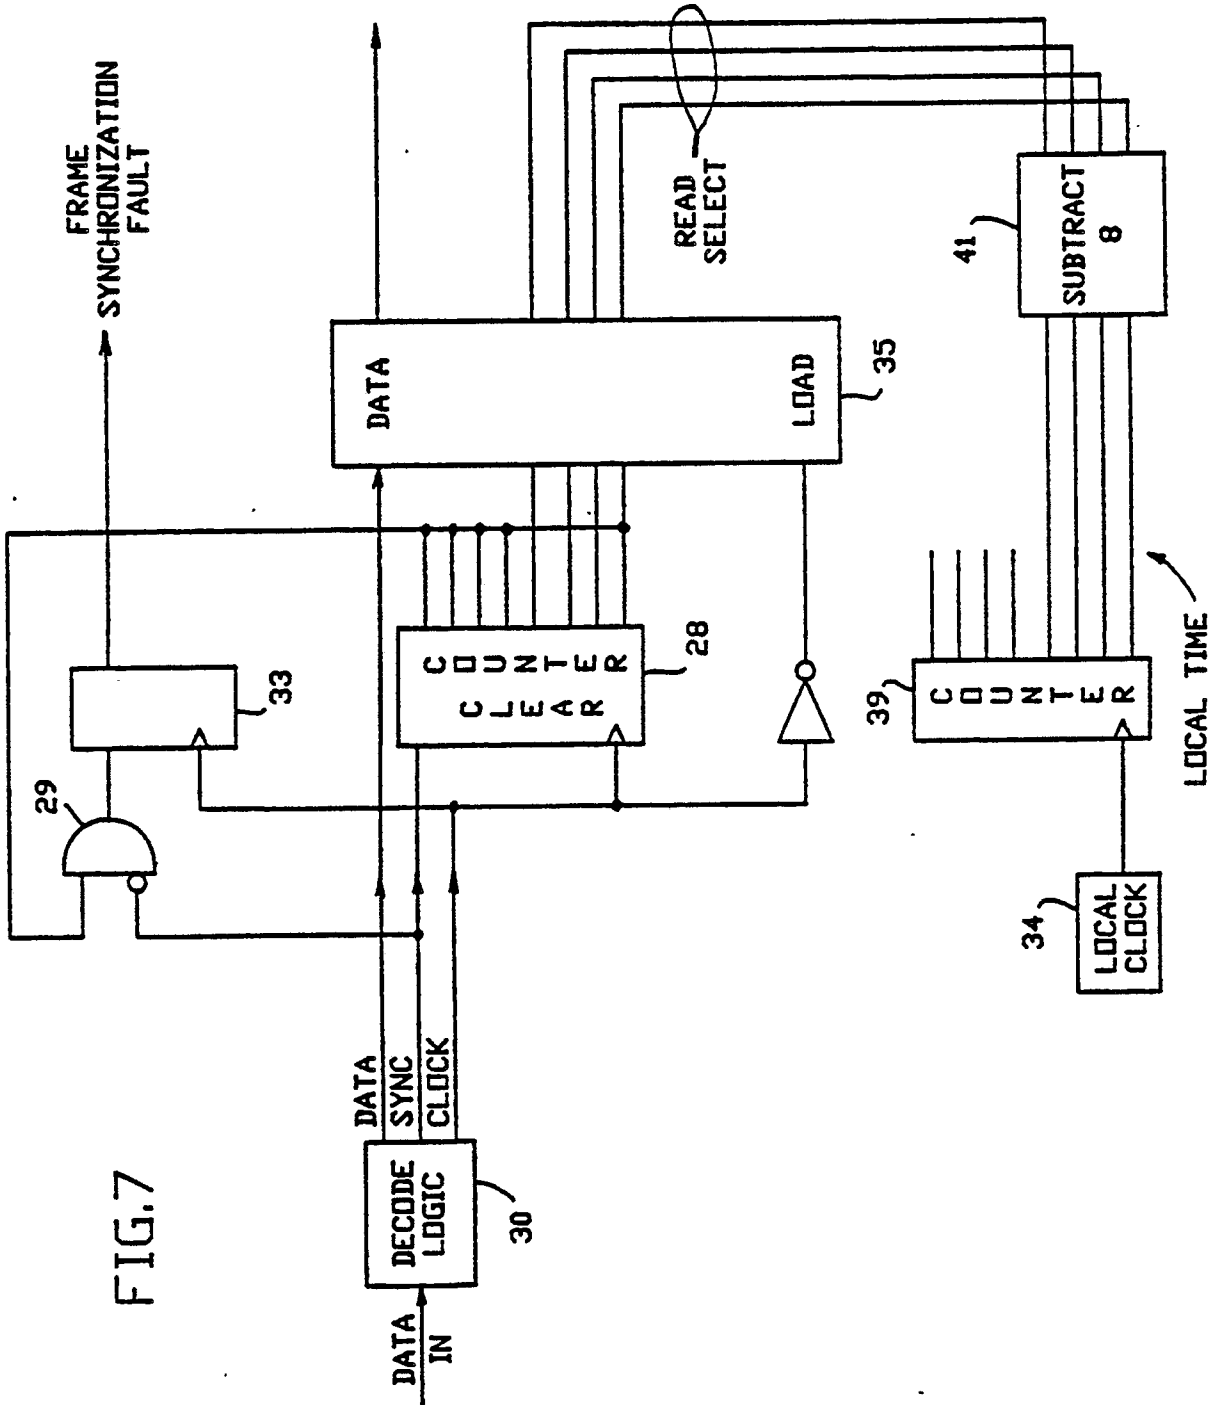 FIG.7
FRAME
SYNCHRONIZATION
FAULT
29
33
DATA
IN
DECODE
LOGIC
30
DATA
SYNC
CLOCK
COUNTER
CLEAR
28
DATA
LOAD
35
READ
SELECT
34
LOCAL
CLOCK
39
COUNTER
LOCAL TIME
41
SUBTRACT
8